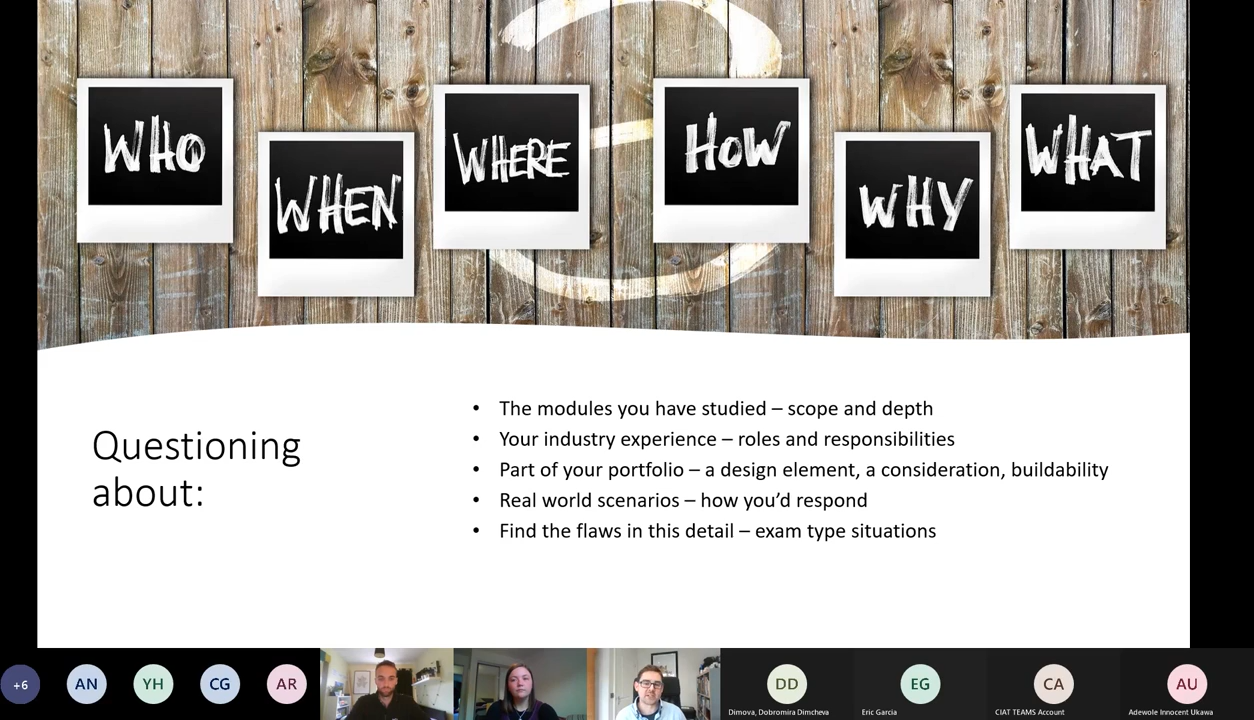 WHO
WHEN
WHERE
HOW
WHY
WHAT
Questioning
about:
• The modules you have studied – scope and depth
• Your industry experience – roles and responsibilities
• Part of your portfolio – a design element, a consideration, buildability
• Real world scenarios – how you’d respond
• Find the flaws in this detail – exam type situations
+6
AN
YH
CG
AR
DD
EG
CA
AU
Dimova, Dobromira Dimcheva
Eric Garcia
CIAT TEAMS Account
Adewole Innocent Ukawa